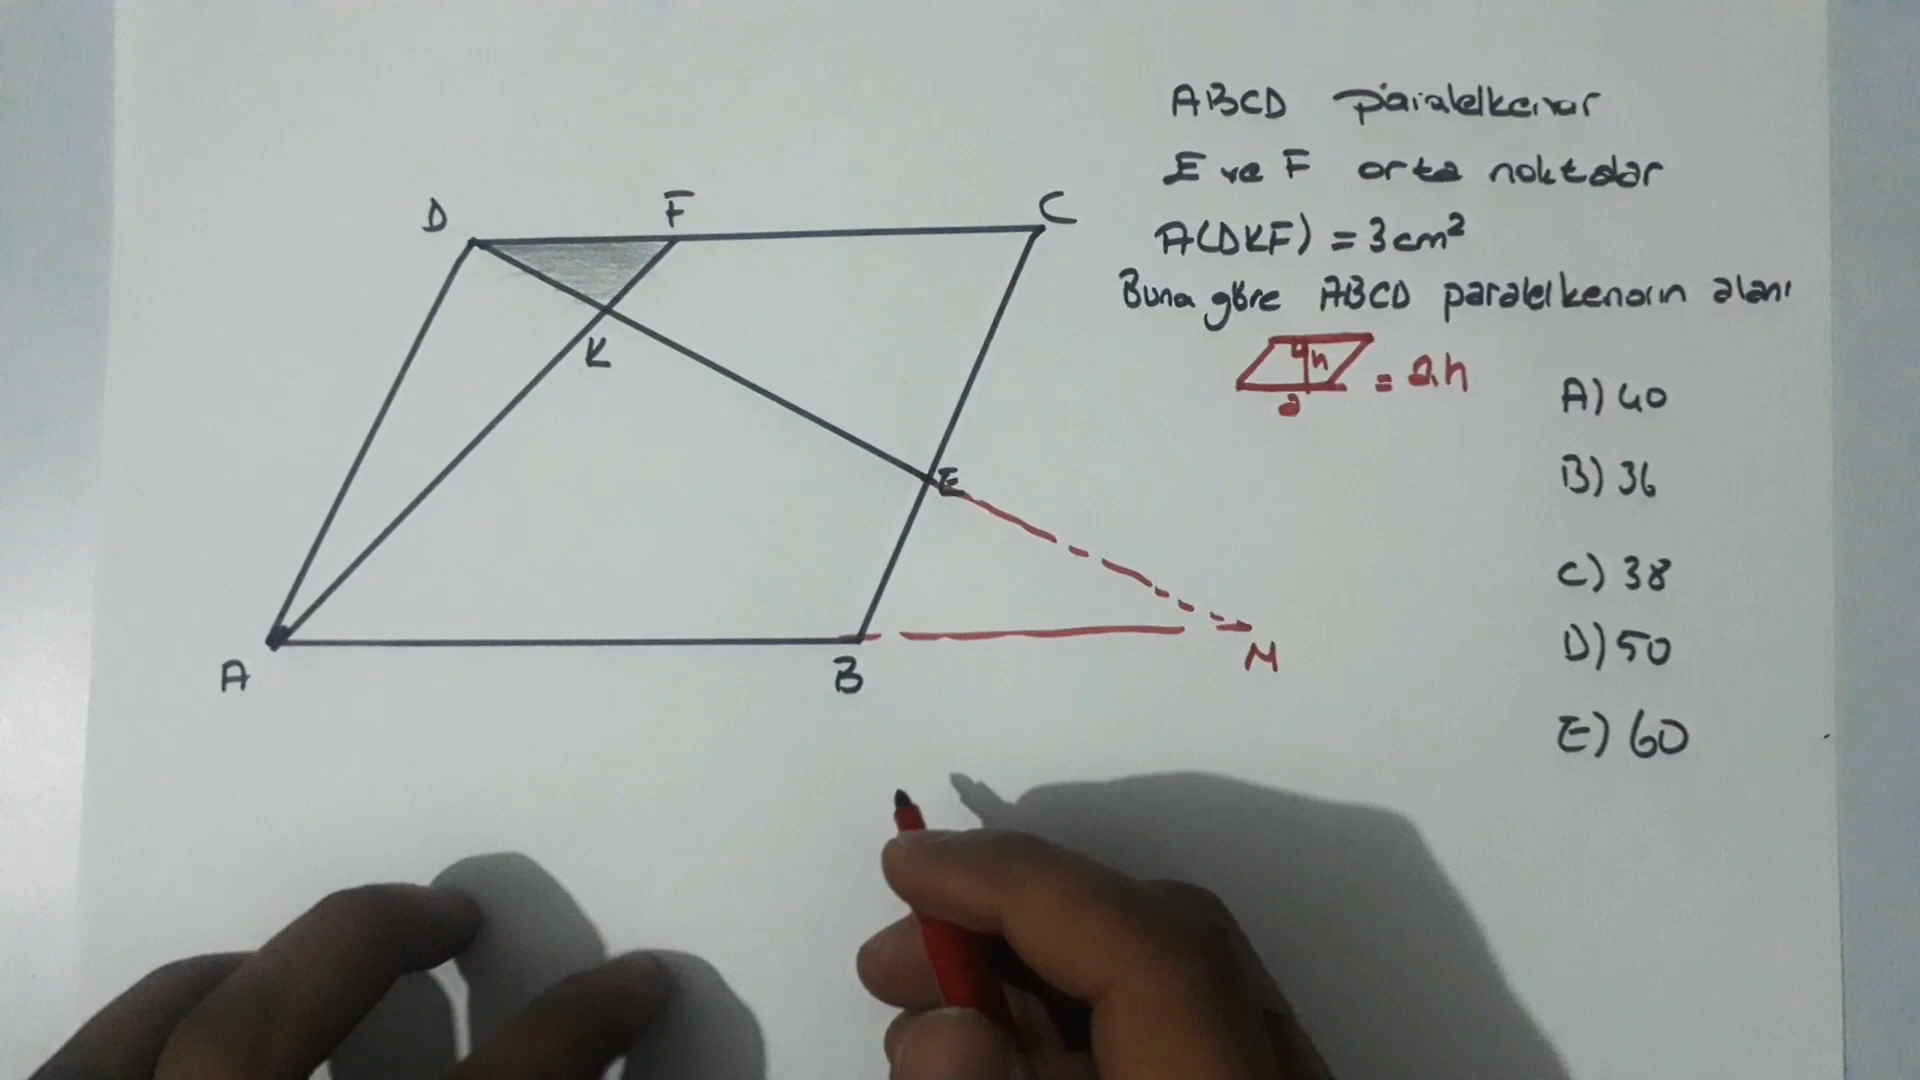 ABCD paralelkenar
E ve F orta noktalar
A(DKF) = 3cm²
Buna göre ABCD paralelkenarın alanı
h
a
= a.h
A) 40
B) 36
C) 38
D) 50
E) 60
D F C
K
E
A B M